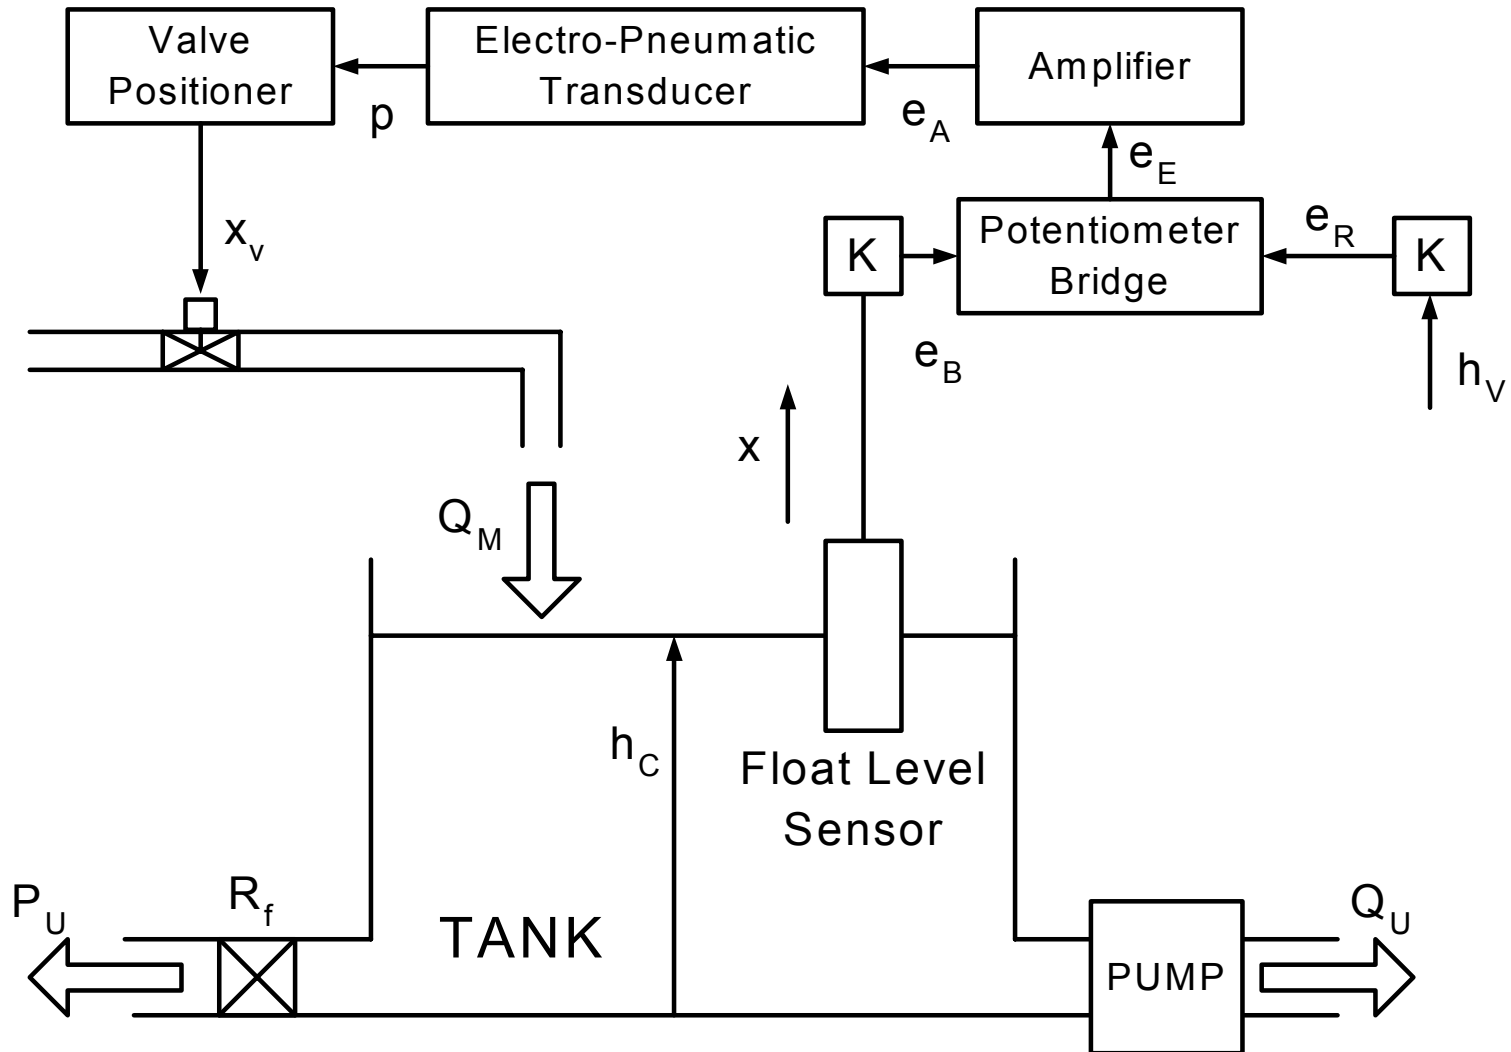 Valve
Positioner
Electro-Pneumatic
Transducer
Amplifier
p
e_A
e_E
x_v
K
Potentiometer
Bridge
e_R
K
e_B
h_V
x
Q_M
h_C
Float Level
Sensor
P_U
R_f
TANK
PUMP
Q_U